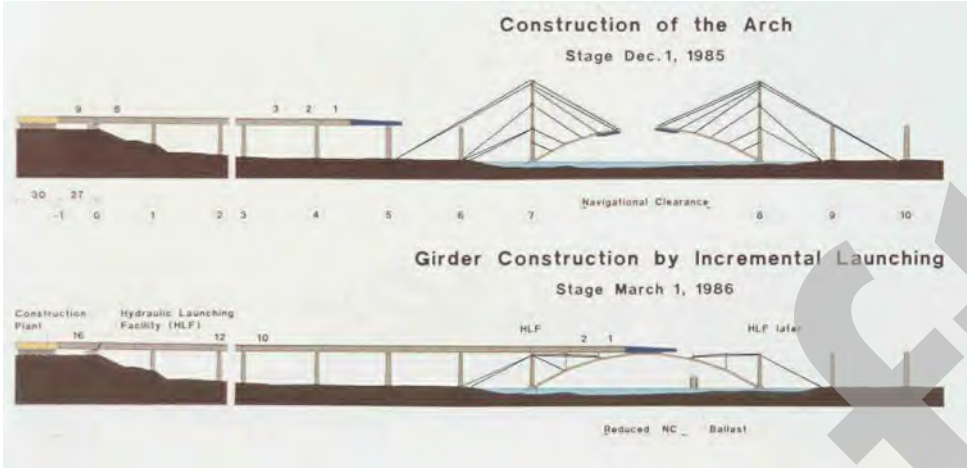 Construction of the Arch
Stage Dec. 1, 1985
9 6 3 2 1
30 27
-1 0 1 2 3 4 5 6 7 8 9 10
Navigational Clearance
Girder Construction by Incremental Launching
Stage March 1, 1986
Construction Plant
Hydraulic Launching Facility (HLF)
16 12 10 HLF 2 1 HLF later
Reduced NC Ballast